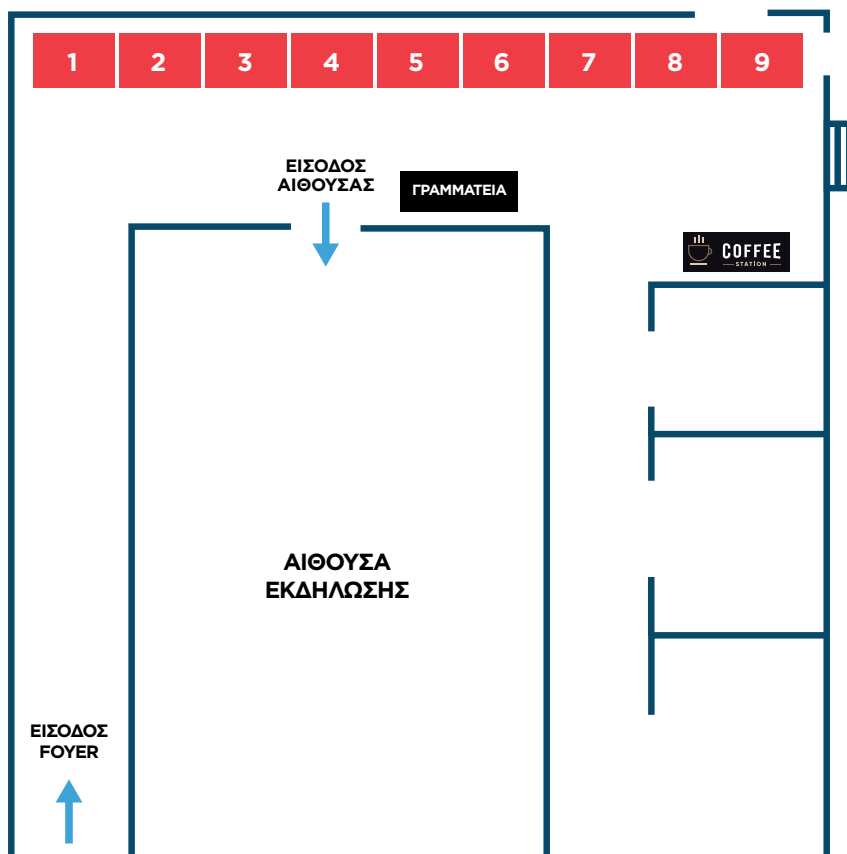 1 2 3 4 5 6 7 8 9
ΕΙΣΟΔΟΣ
ΑΙΘΟΥΣΑΣ
ΓΡΑΜΜΑΤΕΙΑ
COFFEE
STATION
ΑΙΘΟΥΣΑ
ΕΚΔΗΛΩΣΗΣ
ΕΙΣΟΔΟΣ
FOYER